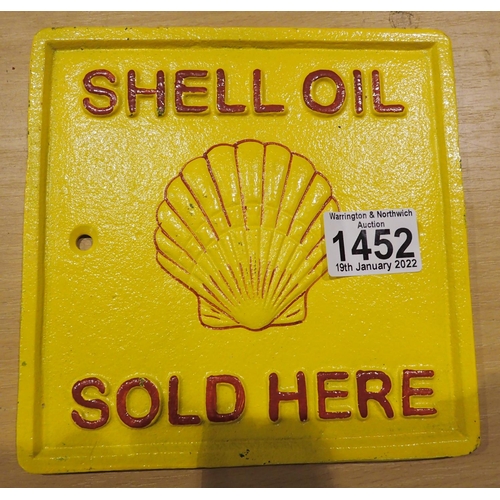 SHELL OIL
Warrington & Northwich
Auction
1452
19th January 2022
SOLD HERE